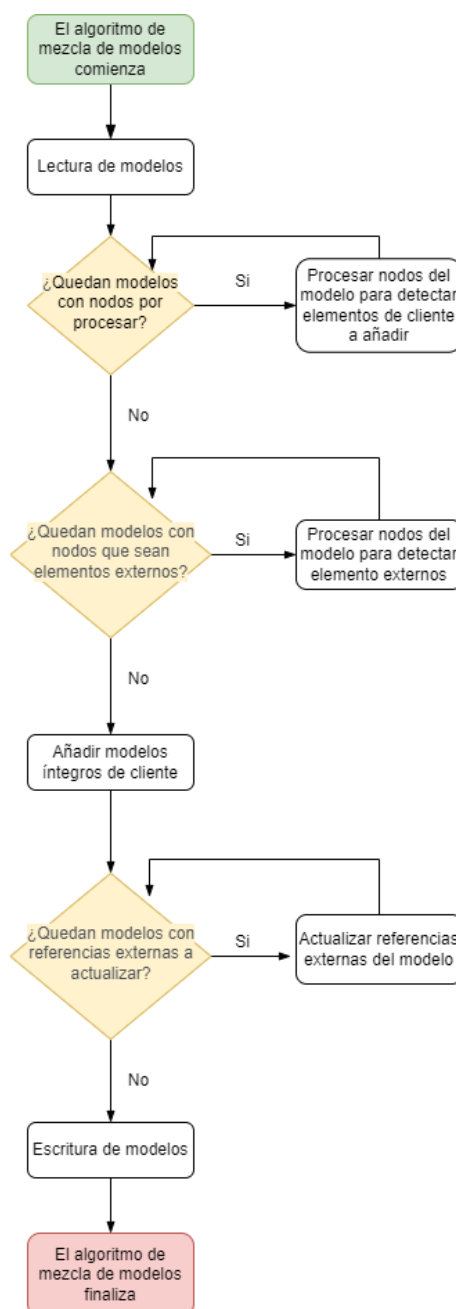 El algoritmo de
mezcla de modelos
comienza
Lectura de modelos
¿Quedan modelos
con nodos por
procesar?
Si
Procesar nodos del
modelo para detectar
elementos de cliente
a añadir
No
¿Quedan modelos con
nodos que sean
elementos externos?
Si
Procesar nodos del
modelo para detectar
elemento externos
No
Añadir modelos
íntegros de cliente
¿Quedan modelos con
referencias externas a
actualizar?
Si
Actualizar referencias
externas del modelo
No
Escritura de modelos
El algoritmo de
mezcla de modelos
finaliza